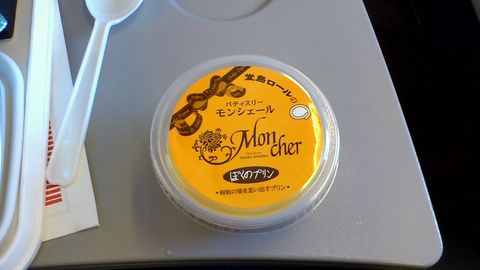 堂島ロールの
パティスリー
モンシェール
Mon
cher
ぼくのプリン
・昭和の頃を思い出すプリン・